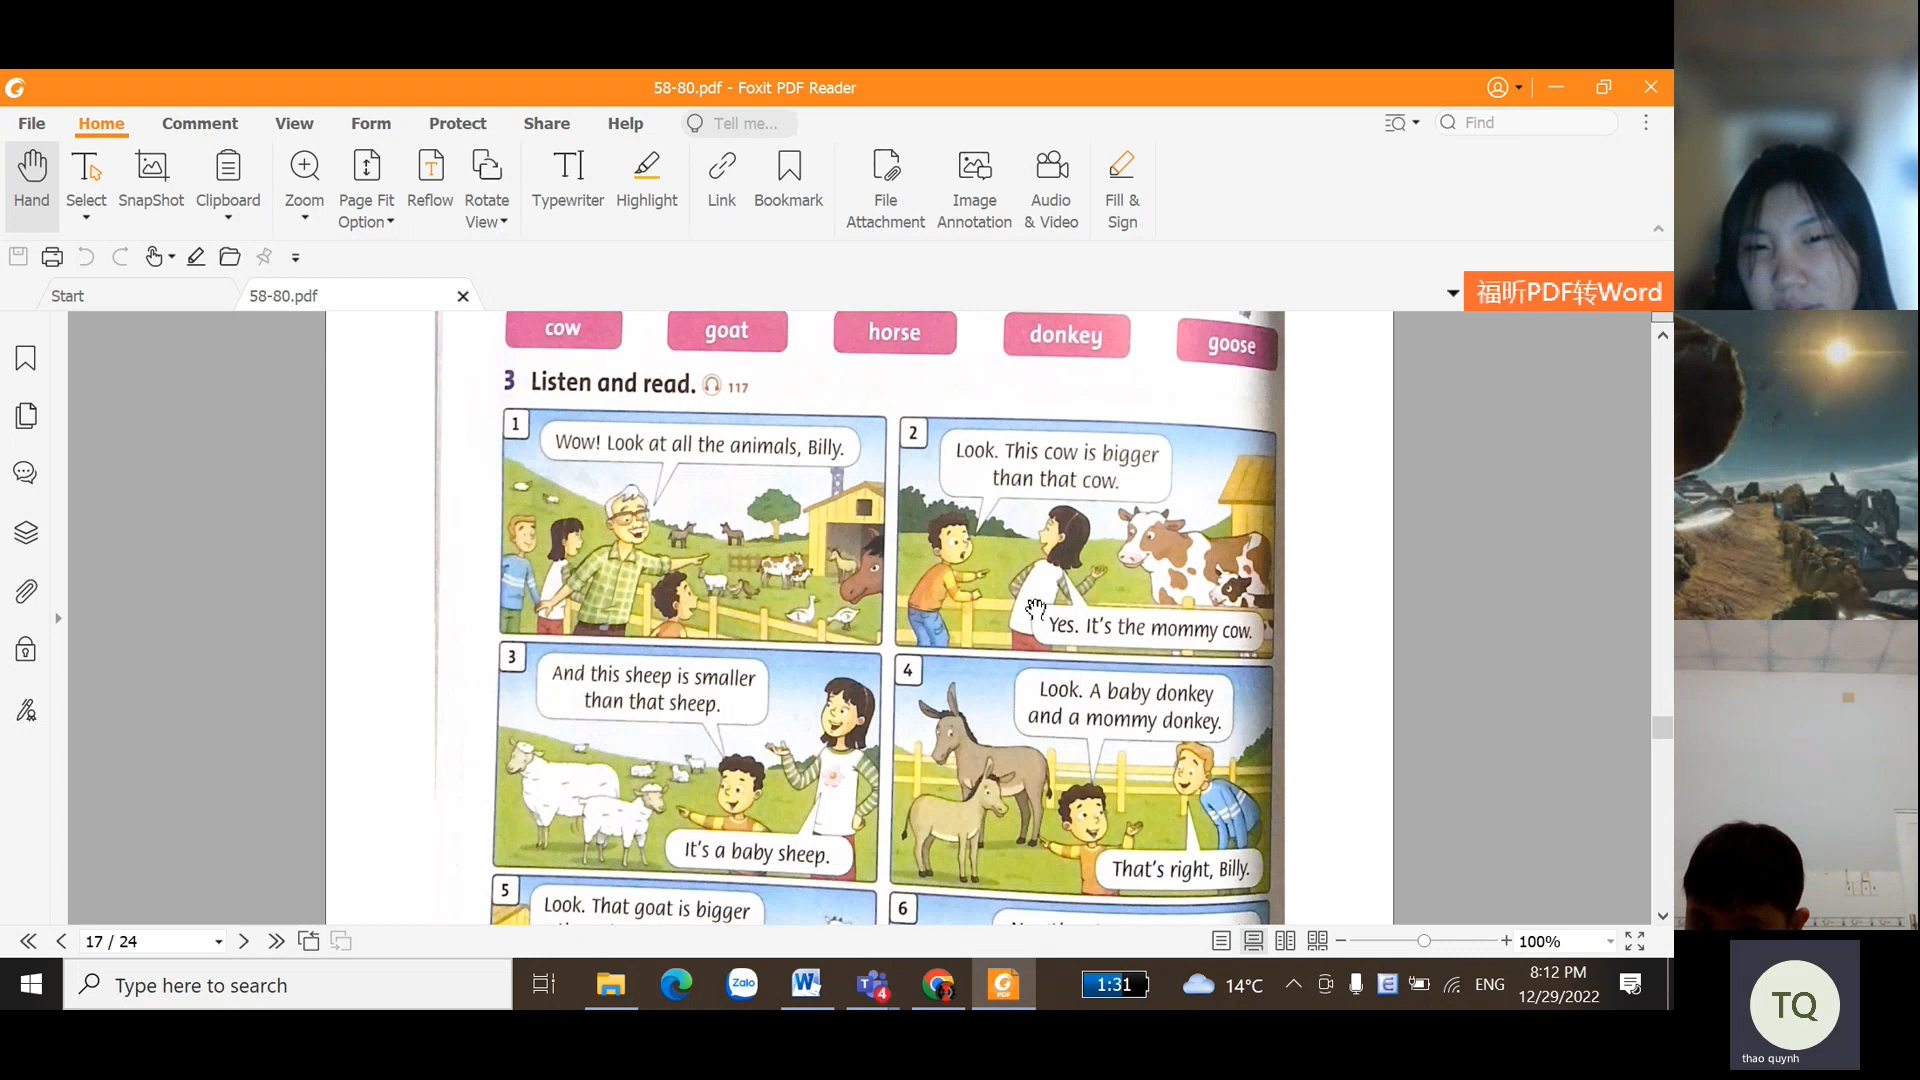 58-80.pdf - Foxit PDF Reader
File Home Comment View Form Protect Share Help Tell me... Find
Hand Select SnapShot Clipboard Zoom Page Fit Option Reflow Rotate View Typewriter Highlight Link Bookmark File Attachment Image Annotation Audio & Video Fill & Sign
Start 58-80.pdf 福昕PDF转Word
cow goat horse donkey goose
3 Listen and read. 117
1
Wow! Look at all the animals, Billy.
2
Look. This cow is bigger
than that cow.
Yes. It's the mommy cow.
3
And this sheep is smaller
than that sheep.
It's a baby sheep.
4
Look. A baby donkey
and a mommy donkey.
That's right, Billy.
5
Look. That goat is bigger
6
17 / 24 100%
Type here to search
Zalo
4
PDF
1:31
14°C
ENG
8:12 PM
12/29/2022
TQ
thao quynh